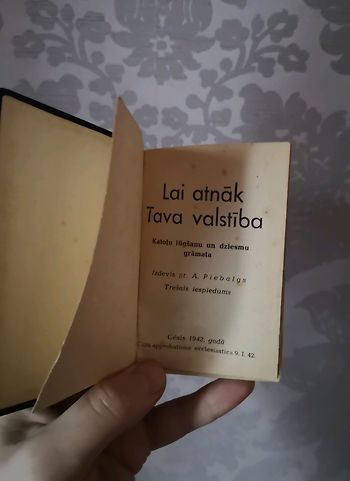 Lai atnāk
Tava valstība
Katoļu lūgšanu un dziesmu
grāmata
Izdevis pr. A. Piebalgs
Trešais iespiedums
Cēsis 1942. gadā
Cum approbatione ecclesiastica 9. I. 42.